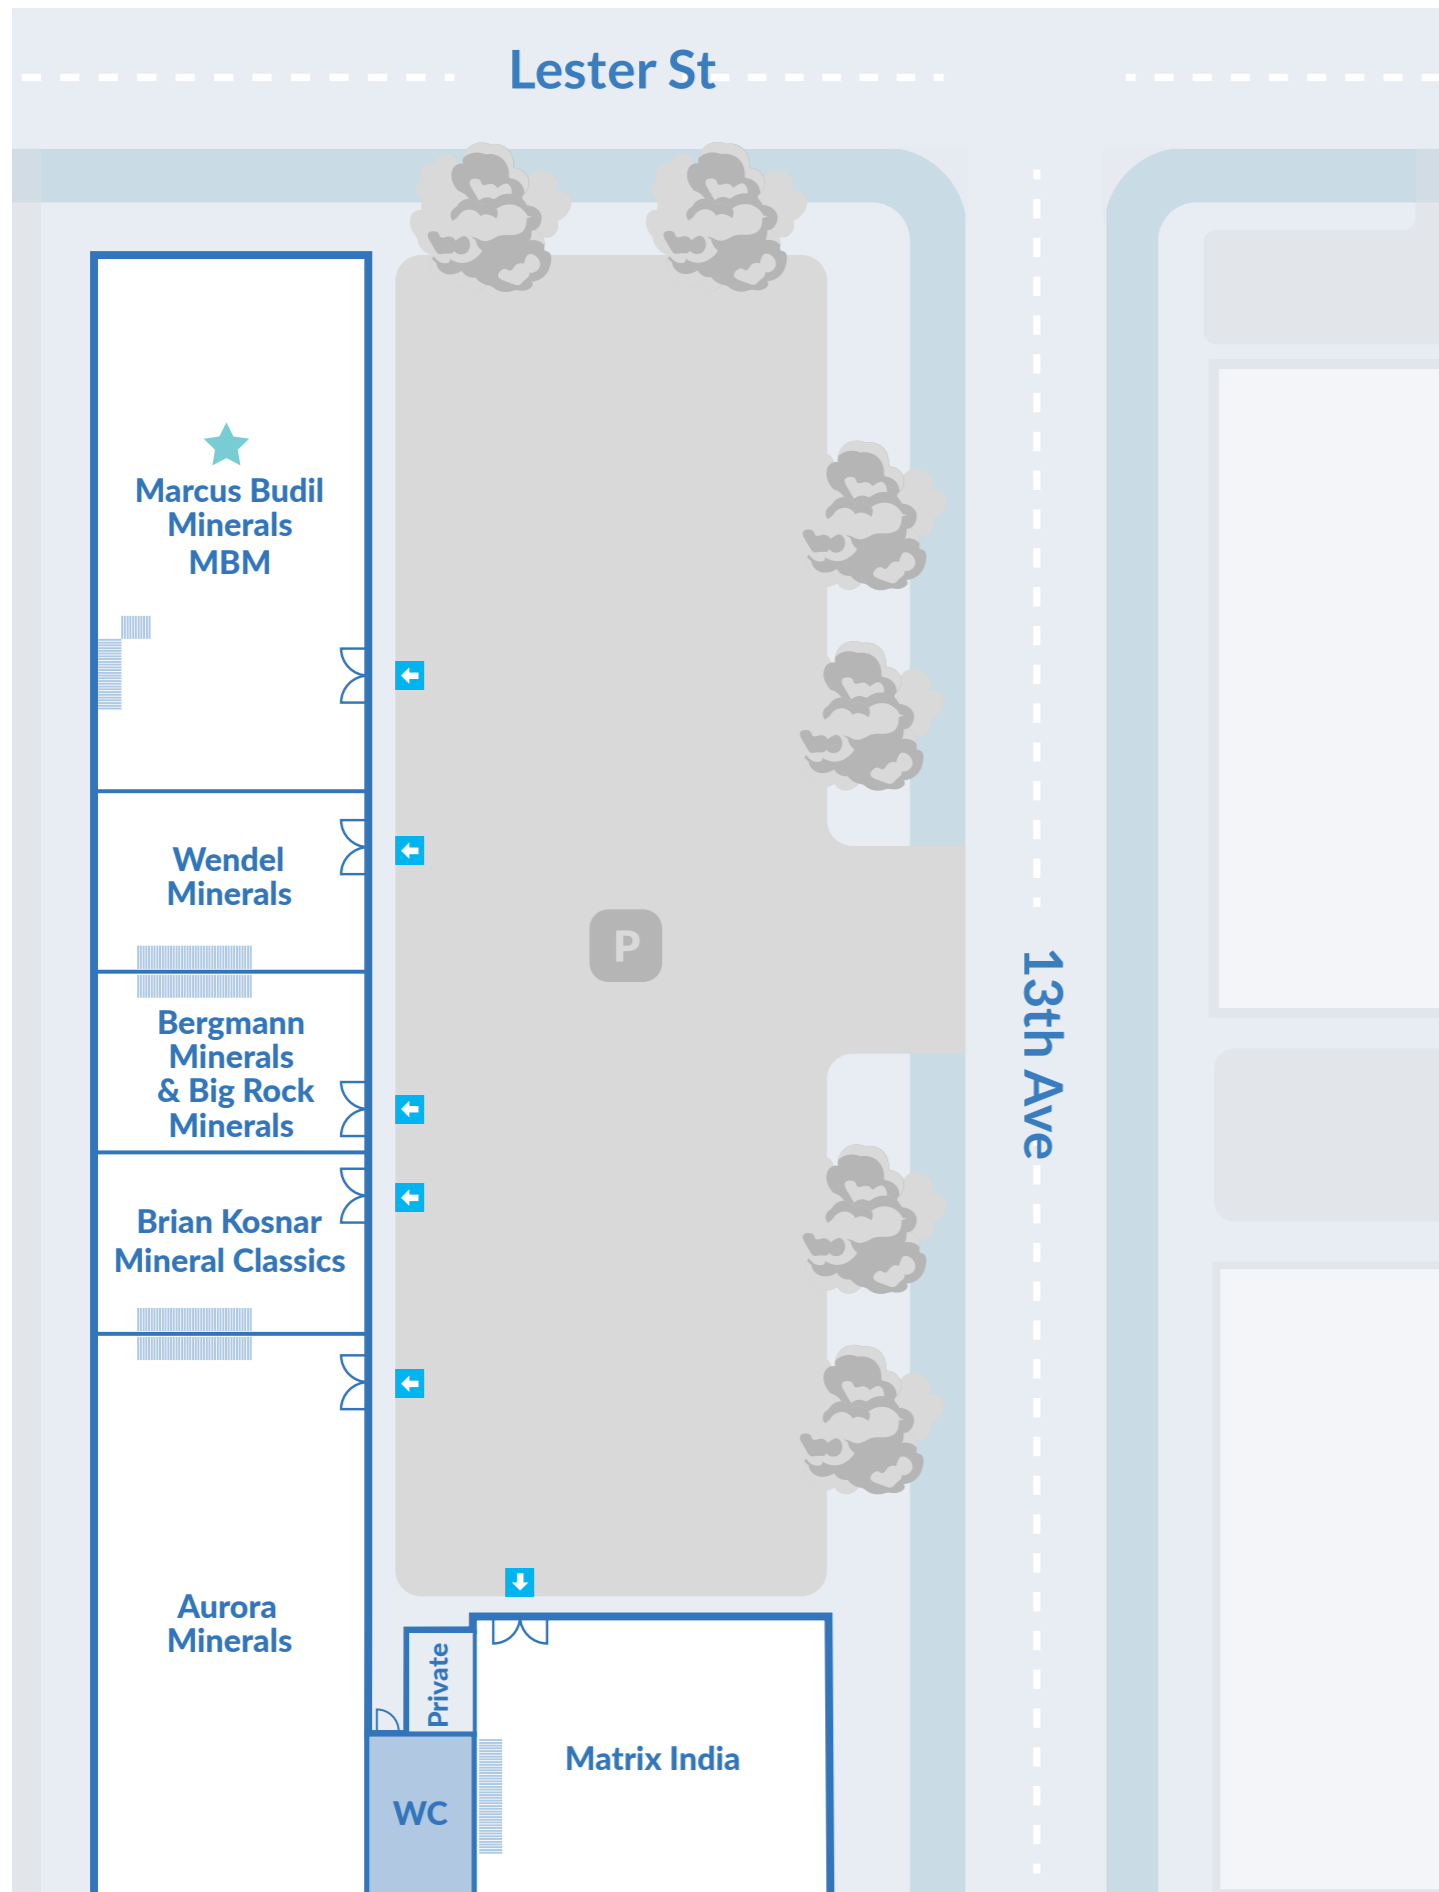 Lester St
Marcus Budil
Minerals
MBM
Wendel
Minerals
P
13th Ave
Bergmann
Minerals
& Big Rock
Minerals
Brian Kosnar
Mineral Classics
Aurora
Minerals
Private
Matrix India
WC